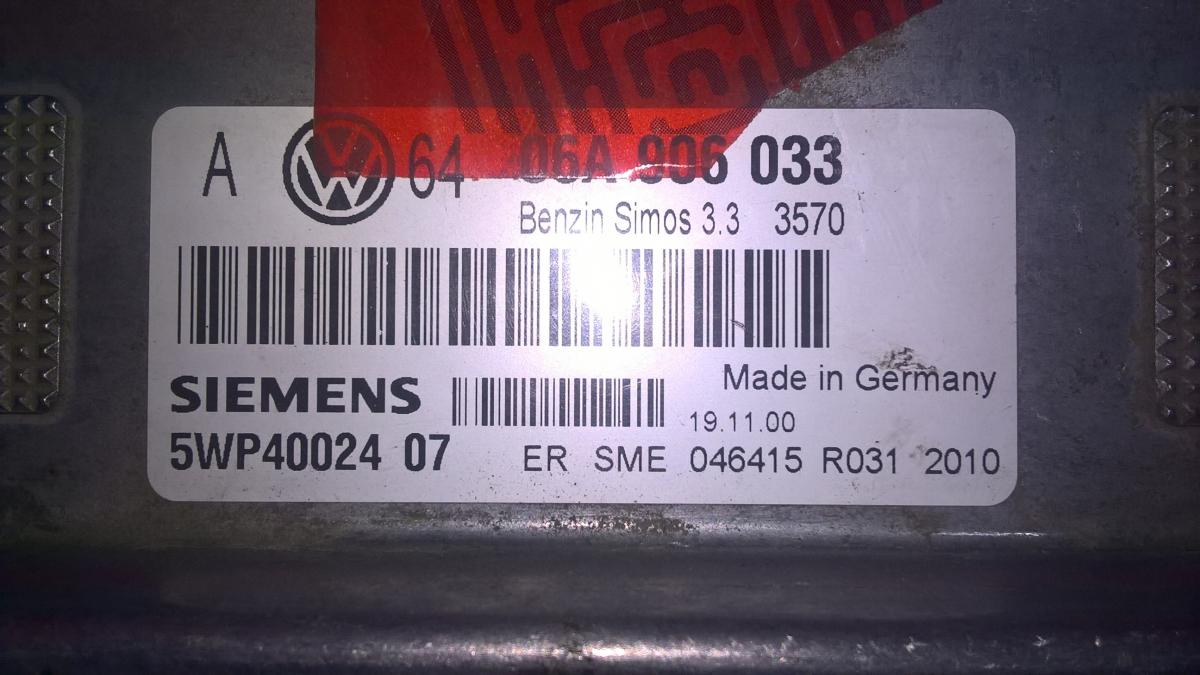 A VW 64 06A 906 033
Benzin Simos 3.3 3570
SIEMENS
Made in Germany
19.11.00
5WP40024 07
ER SME 046415 R031 2010